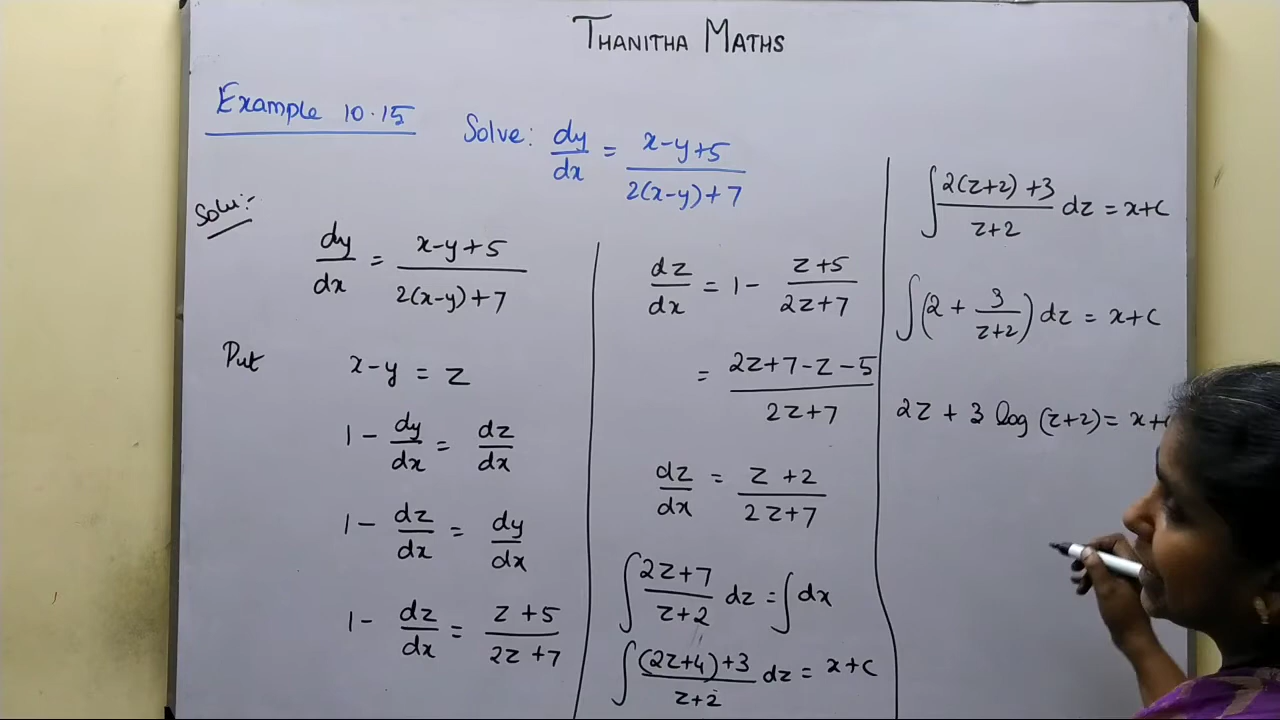 THANITHA MATHS
Example 10.15
Solve: dy/dx = (x-y+5)/(2(x-y)+7)
Solu:-
dy/dx = (x-y+5)/(2(x-y)+7)
Put x-y = z
1 - dy/dx = dz/dx
1 - dz/dx = dy/dx
1 - dz/dx = (z+5)/(2z+7)
dz/dx = 1 - (z+5)/(2z+7)
= (2z+7-z-5)/(2z+7)
dz/dx = (z+2)/(2z+7)
∫ (2z+7)/(z+2) dz = ∫ dx
∫ ((2z+4)+3)/(z+2) dz = x+c
∫ (2(z+2)+3)/(z+2) dz = x+c
∫ (2 + 3/(z+2)) dz = x+c
2z + 3 log (z+2) = x+